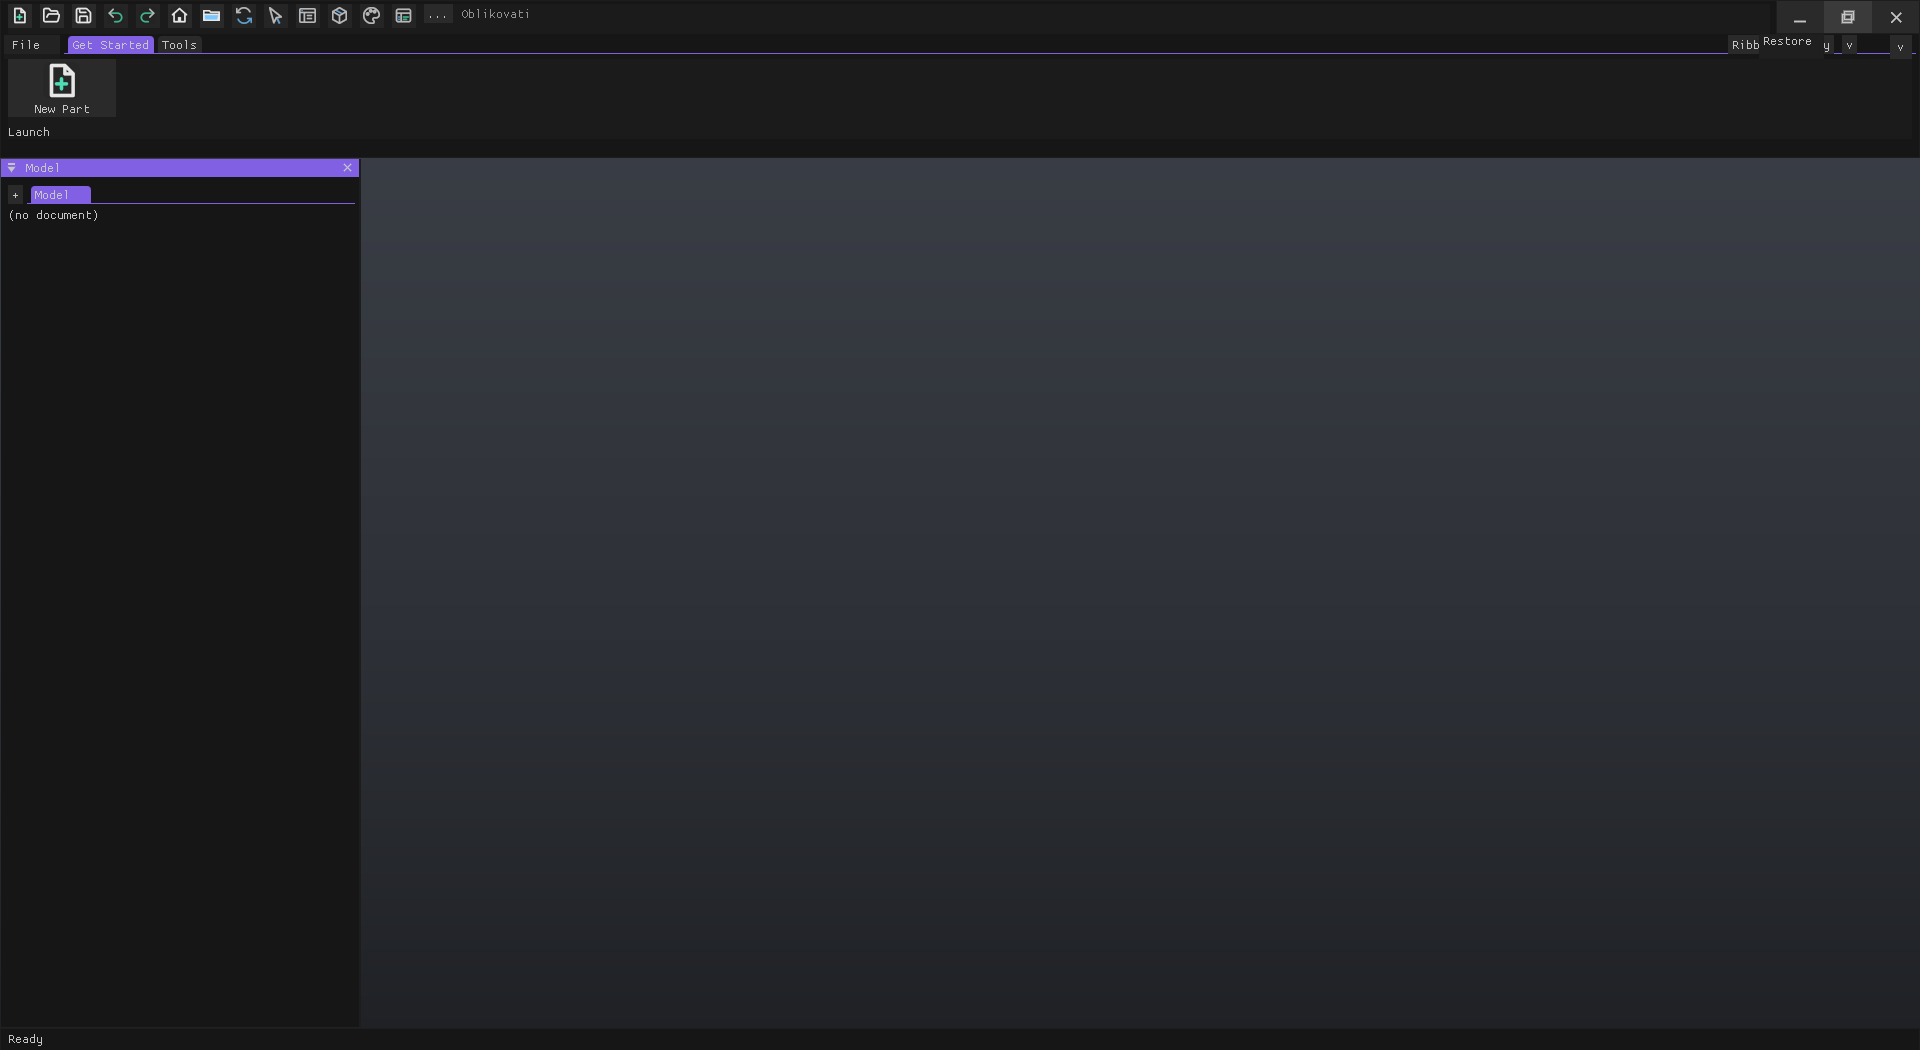 ... Oblikovati
File Get Started Tools Ribb Restore y v v
New Part
Launch
Model
+ Model
(no document)
Ready